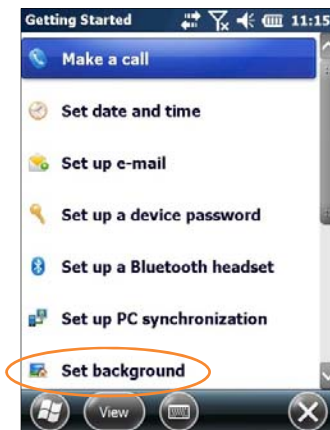 Getting Started 11:15
Make a call
Set date and time
Set up e-mail
Set up a device password
Set up a Bluetooth headset
Set up PC synchronization
Set background
View